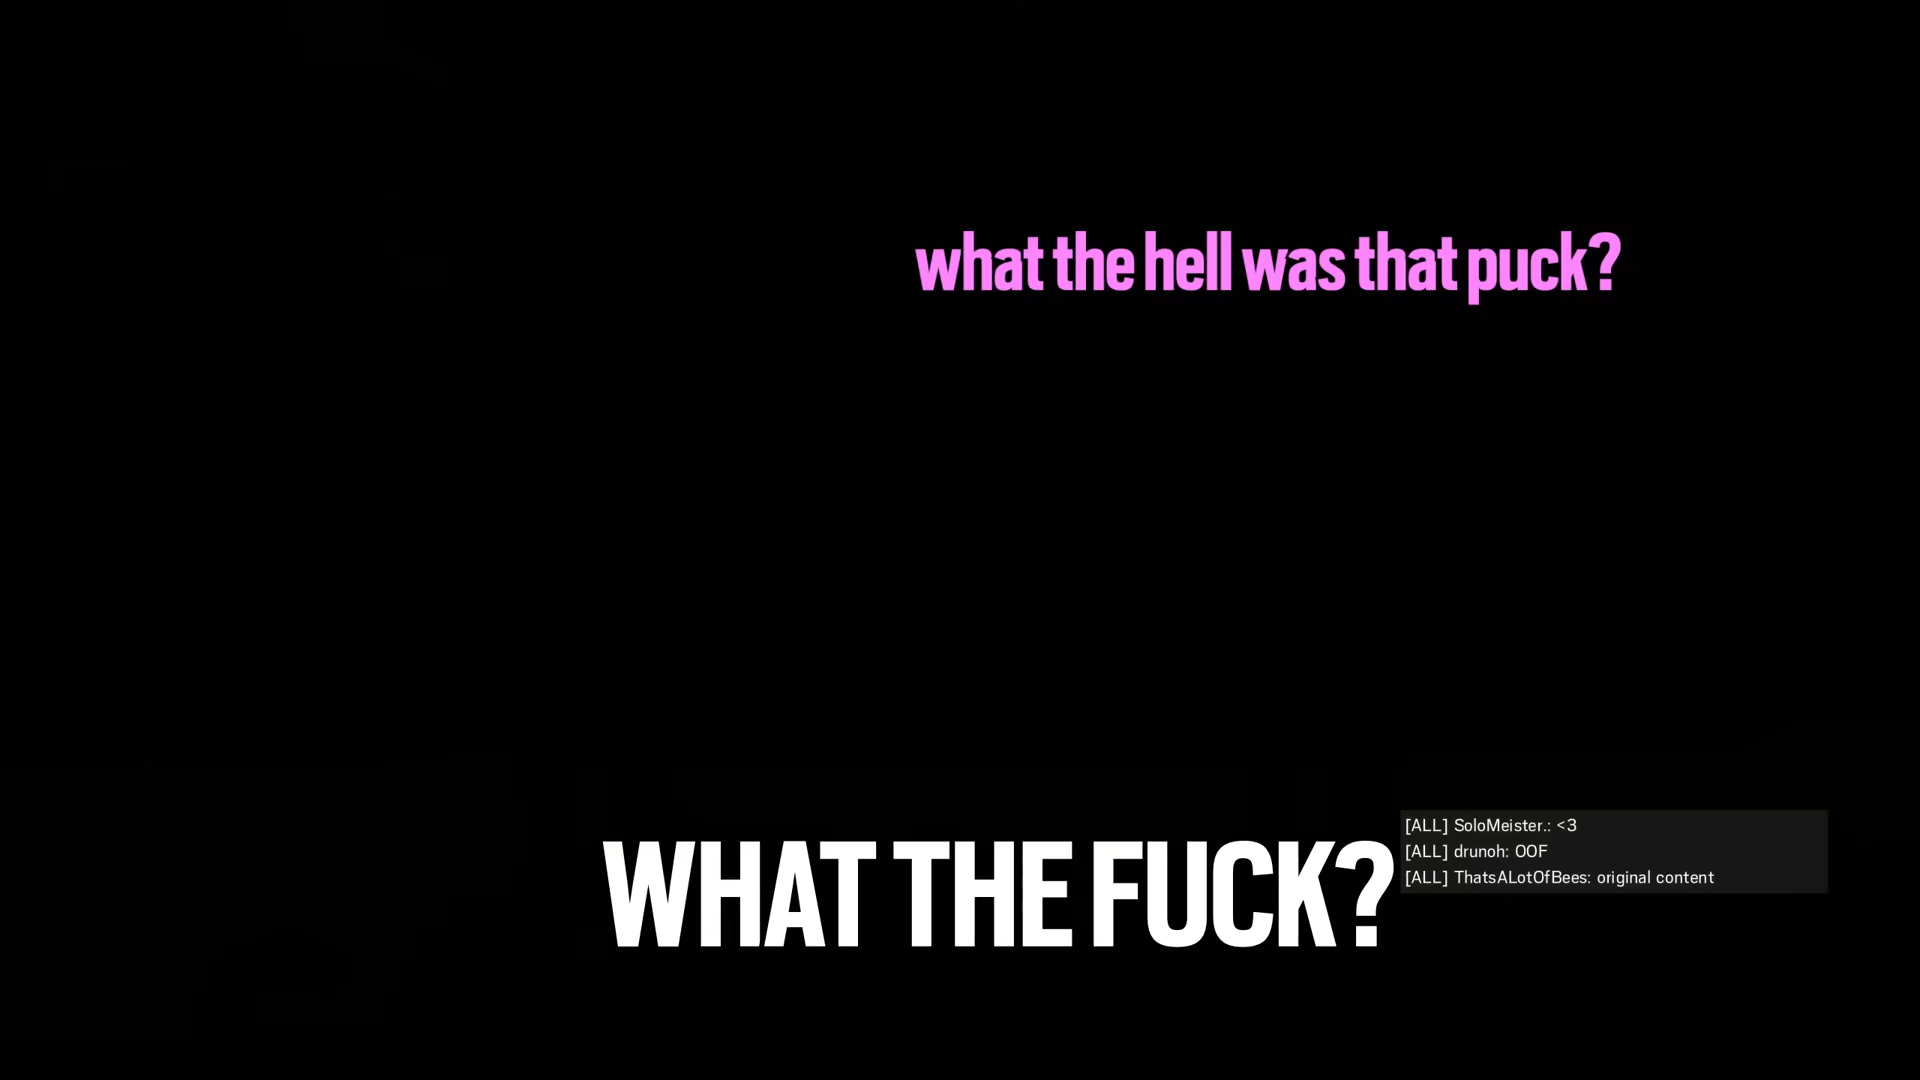 what the hell was that puck?
WHAT THE FUCK?
[ALL] SoloMeister.: <3
[ALL] drunoh: OOF
[ALL] ThatsALotOfBees: original content